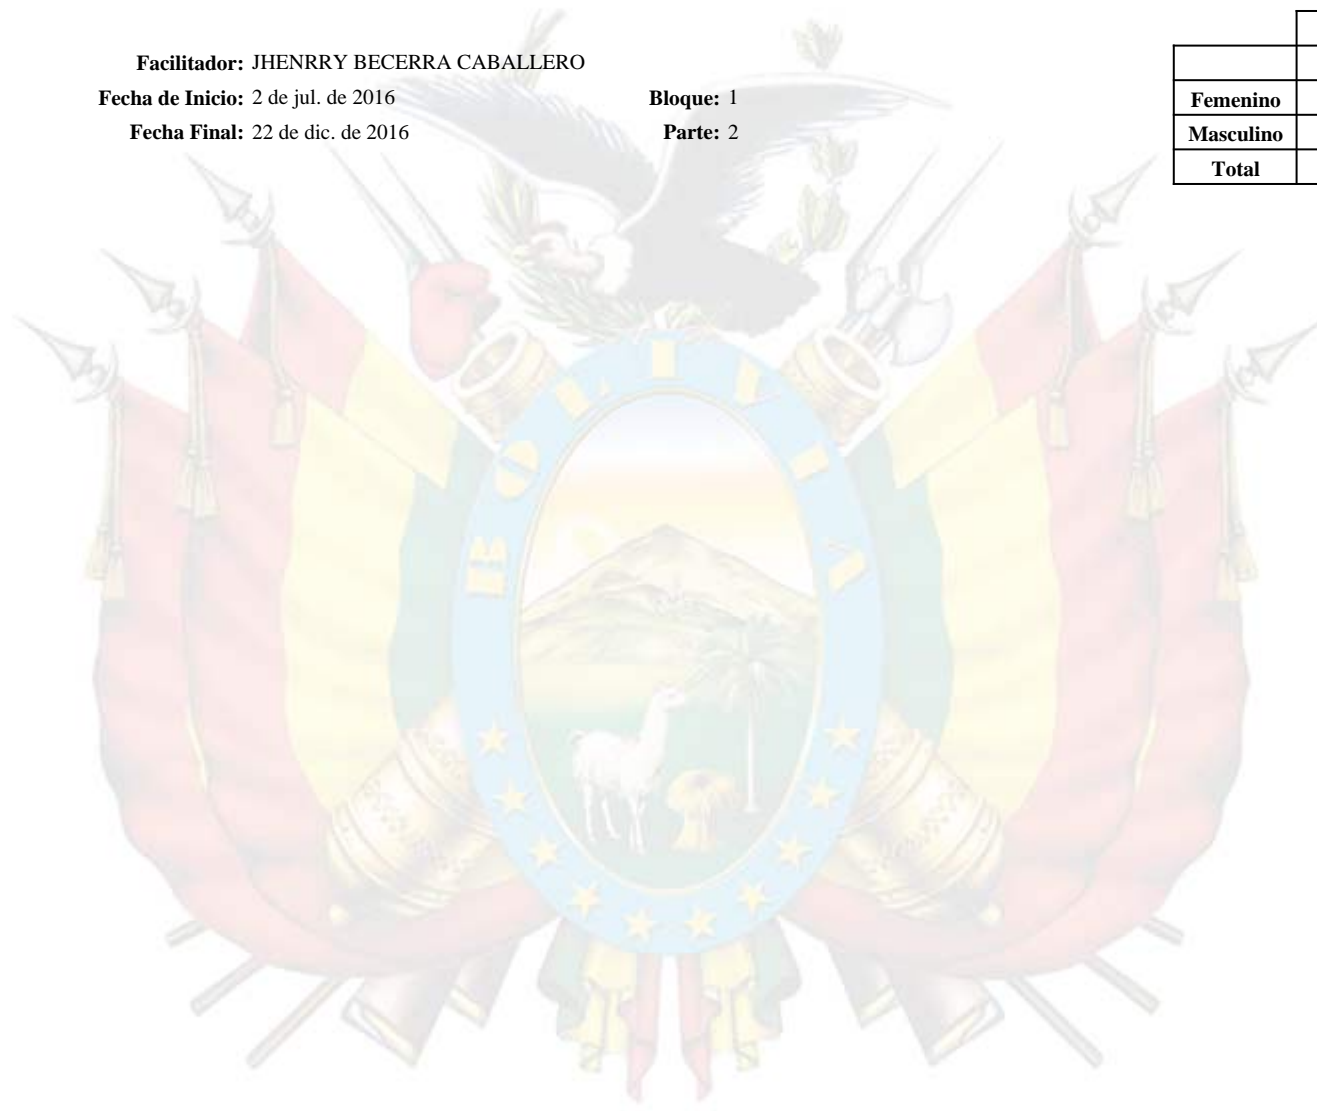 Facilitador: JHENRRY BECERRA CABALLERO
Fecha de Inicio: 2 de jul. de 2016 Bloque: 1
Fecha Final: 22 de dic. de 2016 Parte: 2
Femenino
Masculino
Total
BOLIVIA